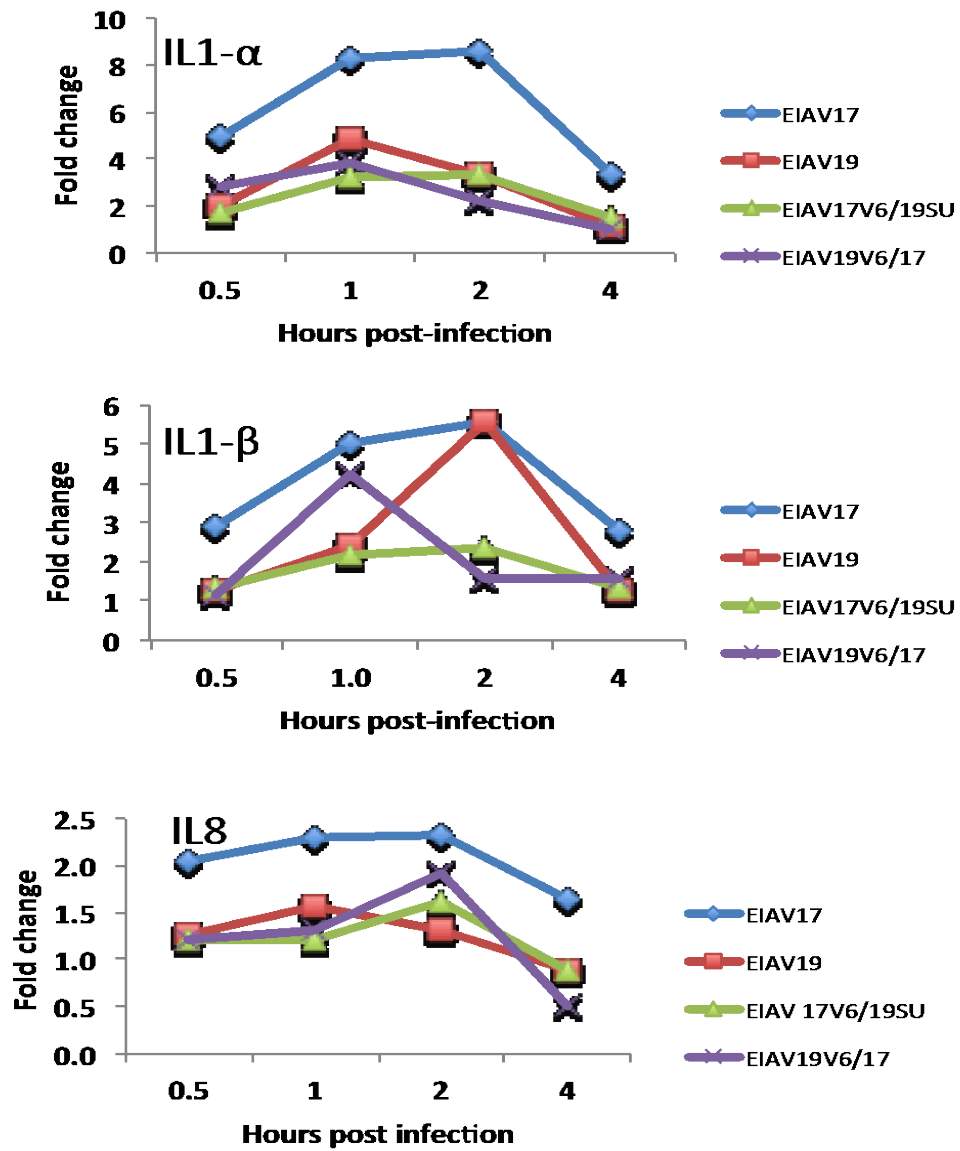 IL1-α
Fold change
10
8
6
4
2
0
0.5 1 2 4
Hours post-infection
EIAV17
EIAV19
EIAV17V6/19SU
EIAV19V6/17
IL1-β
Fold change
6
5
4
3
2
1
0
0.5 1.0 2 4
Hours post-infection
EIAV17
EIAV19
EIAV17V6/19SU
EIAV19V6/17
IL8
Fold change
2.5
2.0
1.5
1.0
0.5
0.0
0.5 1 2 4
Hours post infection
EIAV17
EIAV19
EIAV 17V6/19SU
EIAV19V6/17